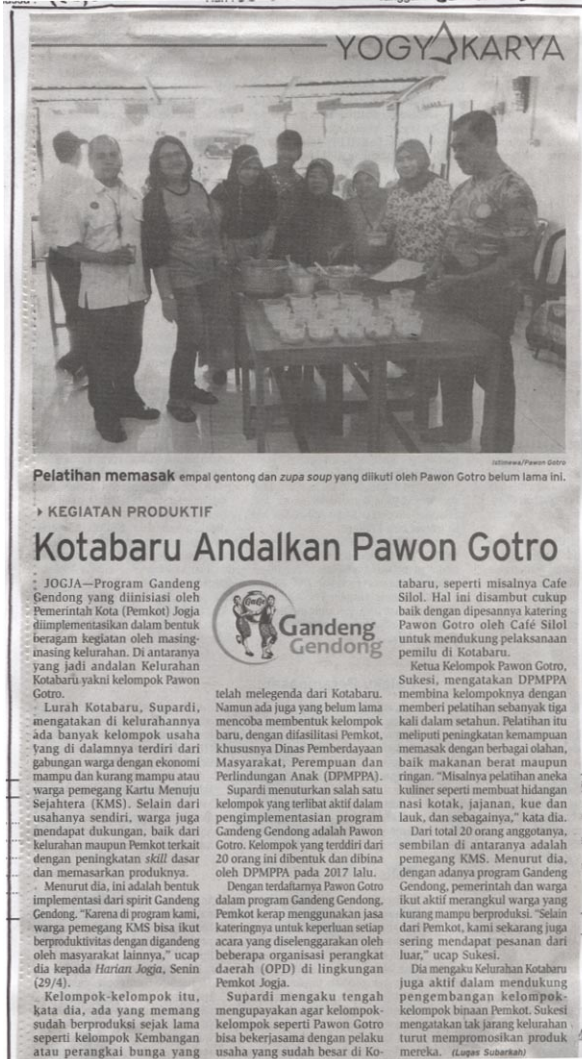 YOGYAKARYA
Istimewa/Pawon Gotro
Pelatihan memasak empal gentong dan zupa soup yang diikuti oleh Pawon Gotro belum lama ini.
KEGIATAN PRODUKTIF
Kotabaru Andalkan Pawon Gotro
JOGJA—Program Gandeng
Gendong yang diinisiasi oleh
Pemerintah Kota (Pemkot) Jogja
diimplementasikan dalam bentuk
beragam kegiatan oleh masing-
masing kelurahan. Di antaranya
yang jadi andalan Kelurahan
Kotabaru yakni kelompok Pawon
Gotro.
Lurah Kotabaru, Supardi,
mengatakan di kelurahannya
ada banyak kelompok usaha
yang di dalamnya terdiri dari
gabungan warga dengan ekonomi
mampu dan kurang mampu atau
warga pemegang Kartu Menuju
Sejahtera (KMS). Selain dari
usahanya sendiri, warga juga
mendapat dukungan, baik dari
kelurahan maupun Pemkot terkait
dengan peningkatan skill dasar
dan memasarkan produknya.
Menurut dia, ini adalah bentuk
implementasi dari spirit Gandeng
Gendong. “Karena di program kami,
warga pemegang KMS bisa ikut
berproduktivitas dengan digandeng
oleh masyarakat lainnya,” ucap
dia kepada Harian Jogja, Senin
(29/4).
Kelompok-kelompok itu,
kata dia, ada yang memang
sudah berproduksi sejak lama
seperti kelompok Kembangan
atau perangkai bunga yang
Gandeng
Gendong
telah melegenda dari Kotabaru.
Namun ada juga yang belum lama
mencoba membentuk kelompok
baru, dengan difasilitasi Pemkot,
khususnya Dinas Pemberdayaan
Masyarakat, Perempuan dan
Perlindungan Anak (DPMPPA).
Supardi menuturkan salah satu
kelompok yang terlibat aktif dalam
pengimplementasian program
Gandeng Gendong adalah Pawon
Gotro. Kelompok yang terddiri dari
20 orang ini dibentuk dan dibina
oleh DPMPPA pada 2017 lalu.
Dengan terdaftarnya Pawon Gotro
dalam program Gandeng Gendong,
Pemkot kerap menggunakan jasa
kateringnya untuk keperluan setiap
acara yang diselenggarakan oleh
beberapa organisasi perangkat
daerah (OPD) di lingkungan
Pemkot Jogja.
Supardi mengaku tengah
mengupayakan agar kelompok-
kelompok seperti Pawon Gotro
bisa bekerjasama dengan pelaku
usaha yang sudah besar di Ko-
tabaru, seperti misalnya Cafe
Silol. Hal ini disambut cukup
baik dengan dipesannya katering
Pawon Gotro oleh Café Silol
untuk mendukung pelaksanaan
pemilu di Kotabaru.
Ketua Kelompok Pawon Gotro,
Sukesi, mengatakan DPMPPA
membina kelompoknya dengan
memberi pelatihan sebanyak tiga
kali dalam setahun. Pelatihan itu
meliputi peningkatan kemampuan
memasak dengan berbagai olahan,
baik makanan berat maupun
ringan. “Misalnya pelatihan aneka
kuliner seperti membuat hidangan
nasi kotak, jajanan, kue dan
lauk, dan sebagainya,” kata dia.
Dari total 20 orang anggotanya,
sembilan di antaranya adalah
pemegang KMS. Menurut dia,
dengan adanya program Gandeng
Gendong, pemerintah dan warga
ikut aktif merangkul warga yang
kurang mampu berproduksi. “Selain
dari Pemkot, kami sekarang juga
sering mendapat pesanan dari
luar,” ucap Sukesi.
Dia mengaku Kelurahan Kotabaru
juga aktif dalam mendukung
pengembangan kelompok-
kelompok binaan Pemkot. Sukesi
mengatakan tak jarang kelurahan
turut mempromosikan produk
mereka. (Lugas Subarkah)